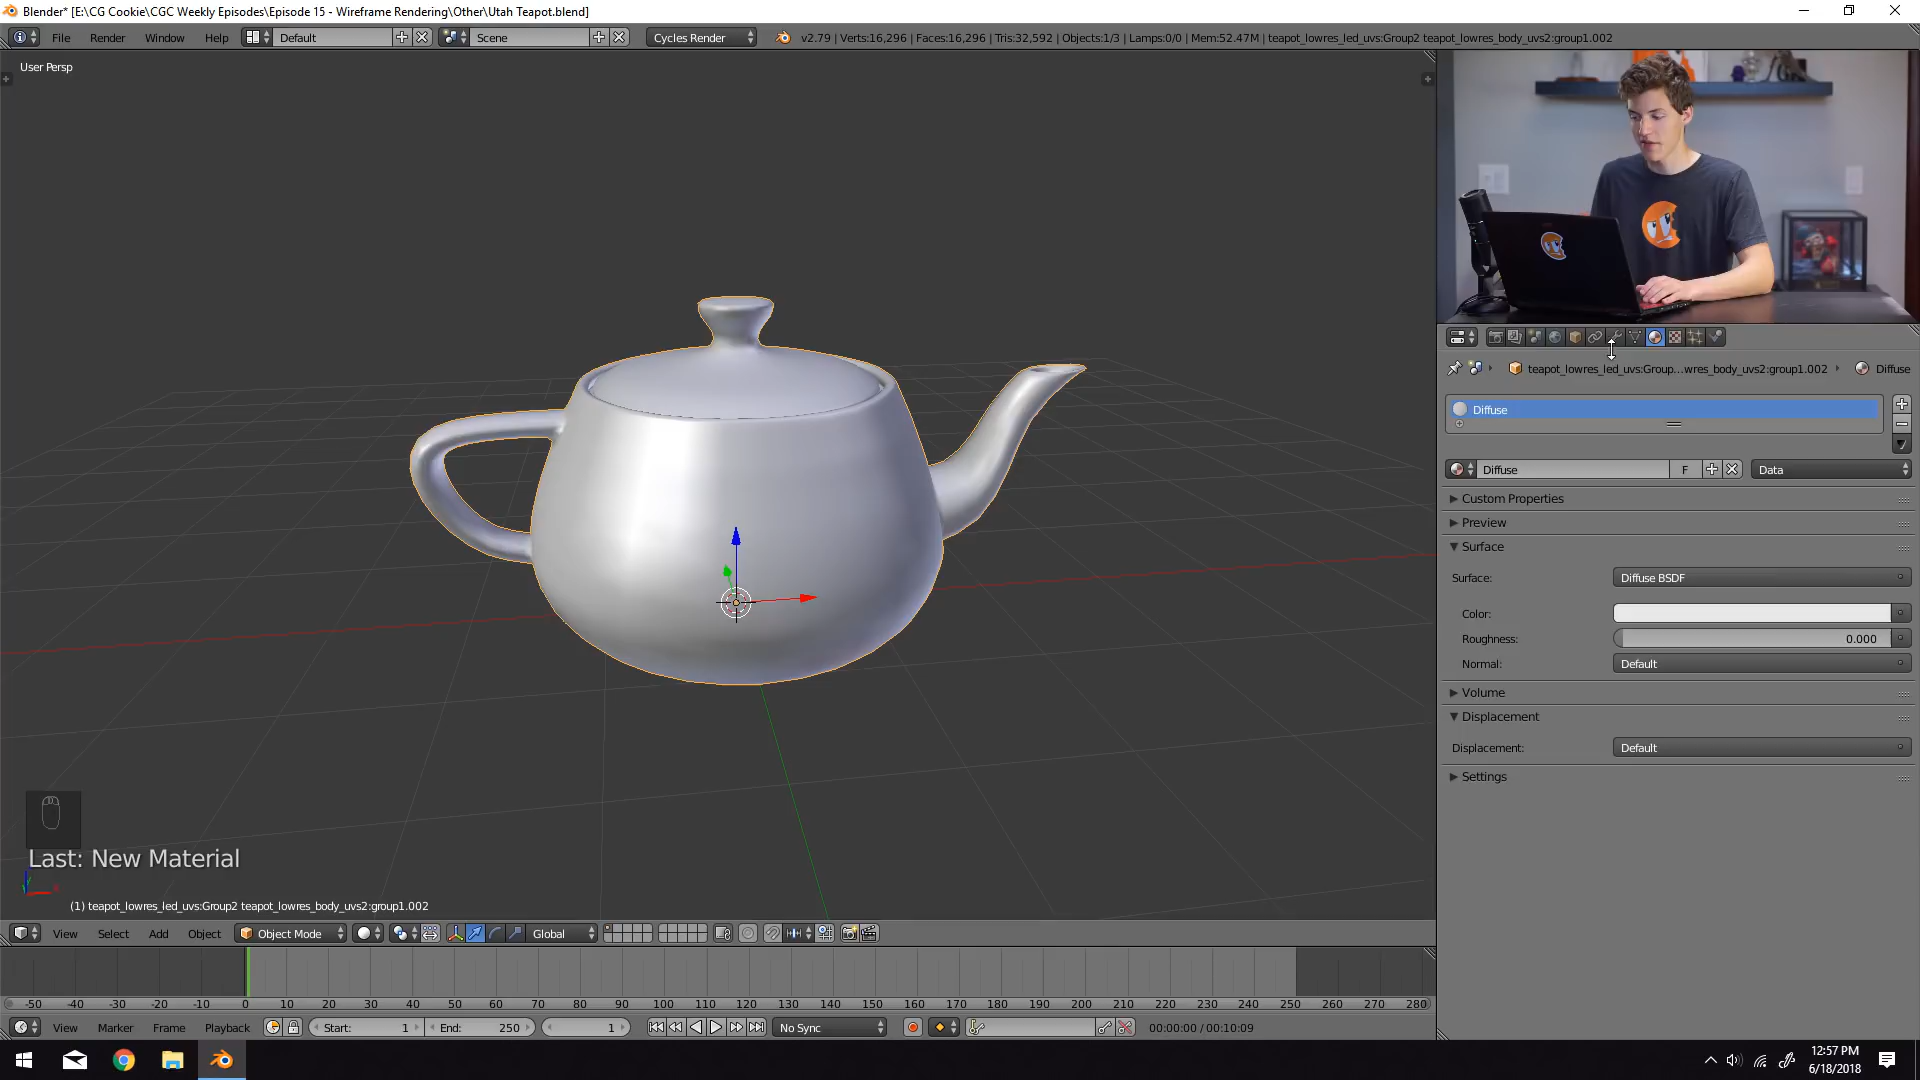 Blender* [E:\CG Cookie\CGC Weekly Episodes\Episode 15 - Wireframe Rendering\Other\Utah Teapot.blend]
File Render Window Help Default Scene Cycles Render v2.79 | Verts:16,296 | Faces:16,296 | Tris:32,592 | Objects:1/3 | Lamps:0/0 | Mem:52.47M | teapot_lowres_led_uvs:Group2 teapot_lowres_body_uvs2:group1.002
User Persp
teapot_lowres_led_uvs:Group...wres_body_uvs2:group1.002 Diffuse
Diffuse
Diffuse F Data
Custom Properties
Preview
Surface
Surface: Diffuse BSDF
Color:
Roughness: 0.000
Normal: Default
Volume
Displacement
Displacement: Default
Settings
Last: New Material
(1) teapot_lowres_led_uvs:Group2 teapot_lowres_body_uvs2:group1.002
View Select Add Object Object Mode Global
-50 -40 -30 -20 -10 0 10 20 30 40 50 60 70 80 90 100 110 120 130 140 150 160 170 180 190 200 210 220 230 240 250 260 270 280
View Marker Frame Playback Start: 1 End: 250 1 No Sync 00:00:00 / 00:10:09
12:57 PM
6/18/2018